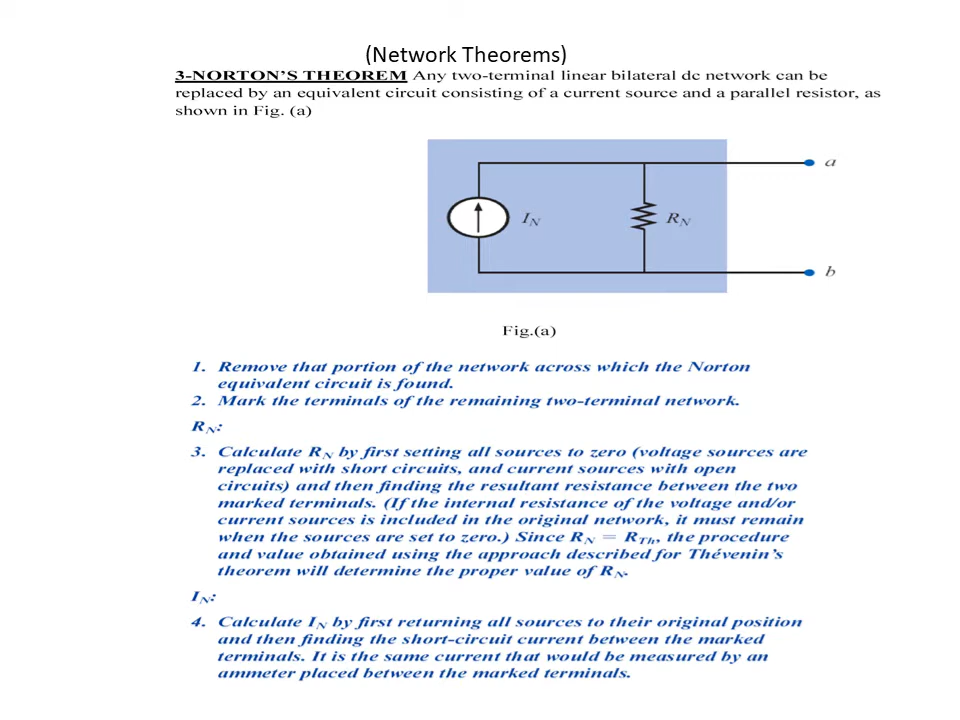 (Network Theorems)
3-NORTON'S THEOREM Any two-terminal linear bilateral dc network can be
replaced by an equivalent circuit consisting of a current source and a parallel resistor, as
shown in Fig. (a)
a
I_N
R_N
b
Fig.(a)
1. Remove that portion of the network across which the Norton
equivalent circuit is found.
2. Mark the terminals of the remaining two-terminal network.
R_N:
3. Calculate R_N by first setting all sources to zero (voltage sources are
replaced with short circuits, and current sources with open
circuits) and then finding the resultant resistance between the two
marked terminals. (If the internal resistance of the voltage and/or
current sources is included in the original network, it must remain
when the sources are set to zero.) Since R_N = R_Th, the procedure
and value obtained using the approach described for Thévenin's
theorem will determine the proper value of R_N.
I_N:
4. Calculate I_N by first returning all sources to their original position
and then finding the short-circuit current between the marked
terminals. It is the same current that would be measured by an
ammeter placed between the marked terminals.